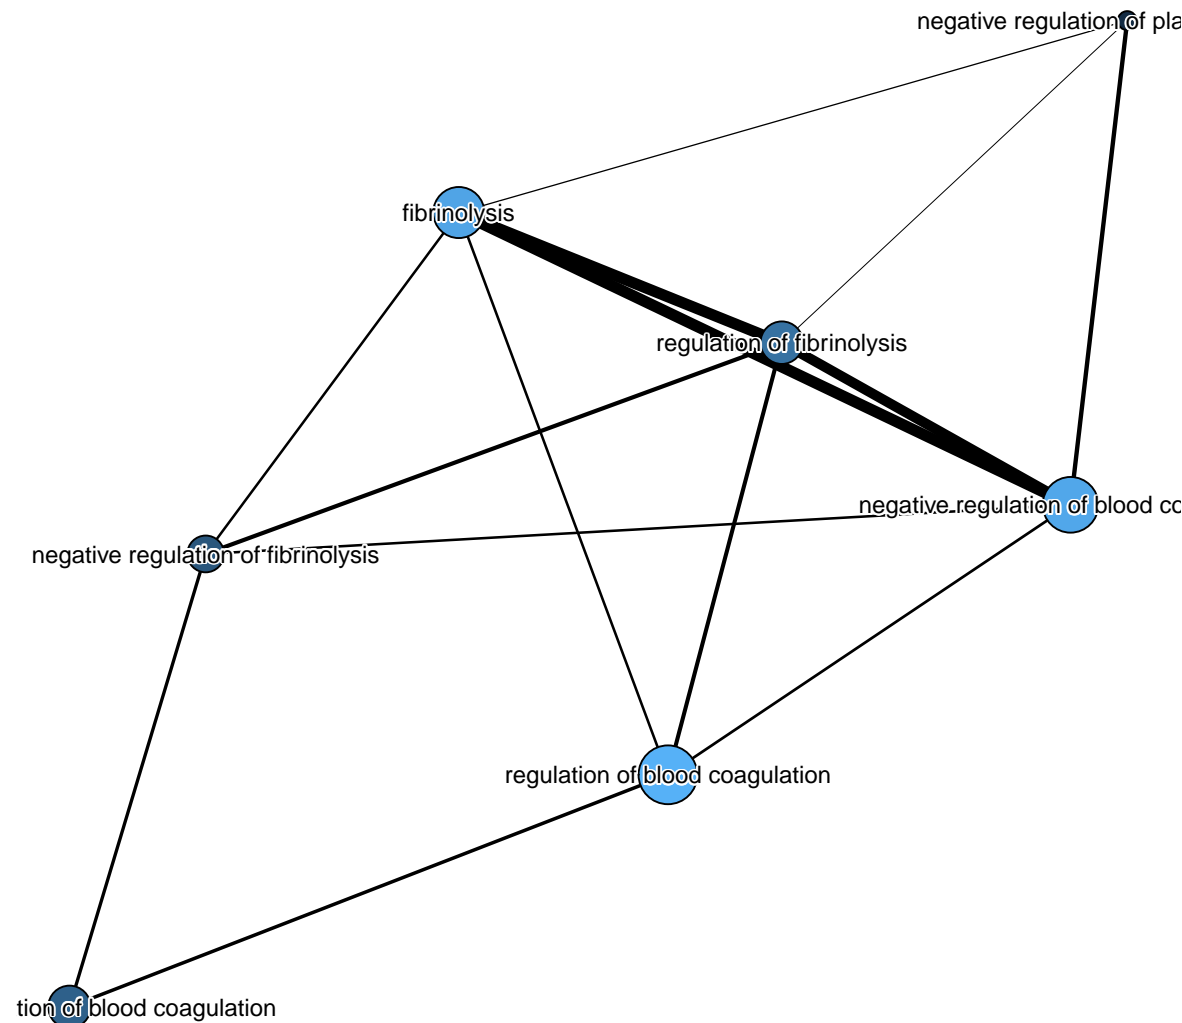 negative regulation of pla
fibrinolysis
regulation of fibrinolysis
negative regulation of blood co
negative regulation of fibrinolysis
regulation of blood coagulation
tion of blood coagulation